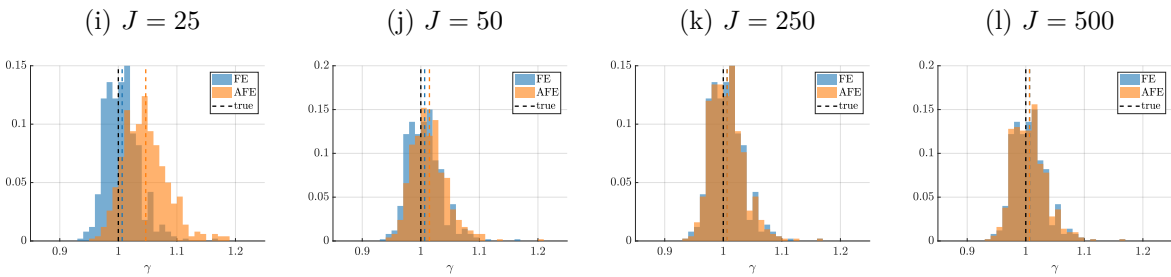 (i) J = 25
(j) J = 50
(k) J = 250
(l) J = 500
0.15
0.1
0.05
0
0.9
1
1.1
1.2
γ
FE
AFE
true
0.2
0.15
0.1
0.05
0
0.9
1
1.1
1.2
γ
FE
AFE
true
0.15
0.1
0.05
0
0.9
1
1.1
1.2
γ
FE
AFE
true
0.2
0.15
0.1
0.05
0
0.9
1
1.1
1.2
γ
FE
AFE
true